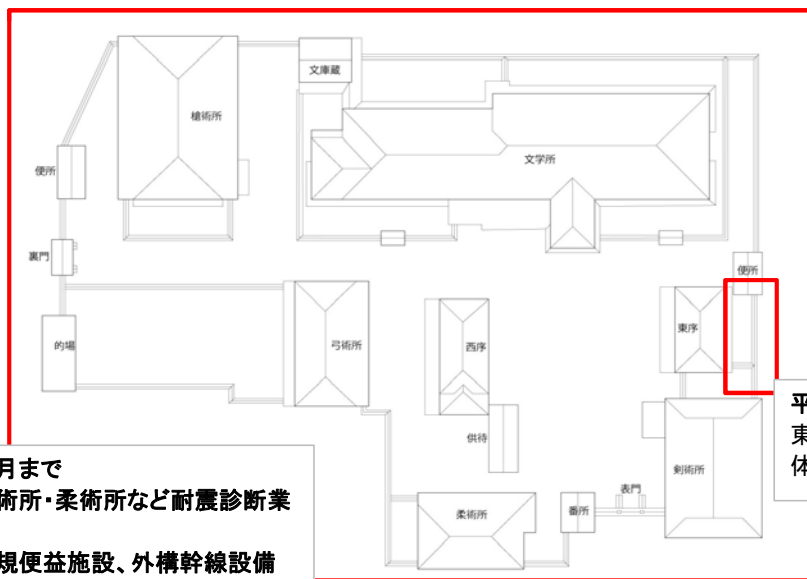 文庫蔵
槍術所
文学所
便所
裏門
便所
東序
的場
弓術所
西序
供待
剣術所
表門
番所
柔術所
平
東
体
月まで
術所・柔術所など耐震診断業
規便益施設、外構幹線設備